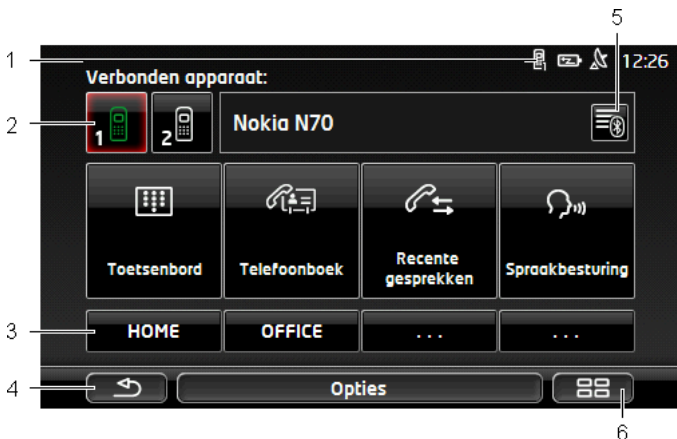 5
1
12:26
Verbonden apparaat:
2
1
2
Nokia N70
Toetsenbord
Telefoonboek
Recente
gesprekken
Spraakbesturing
3
HOME
OFFICE
...
...
4
Opties
6